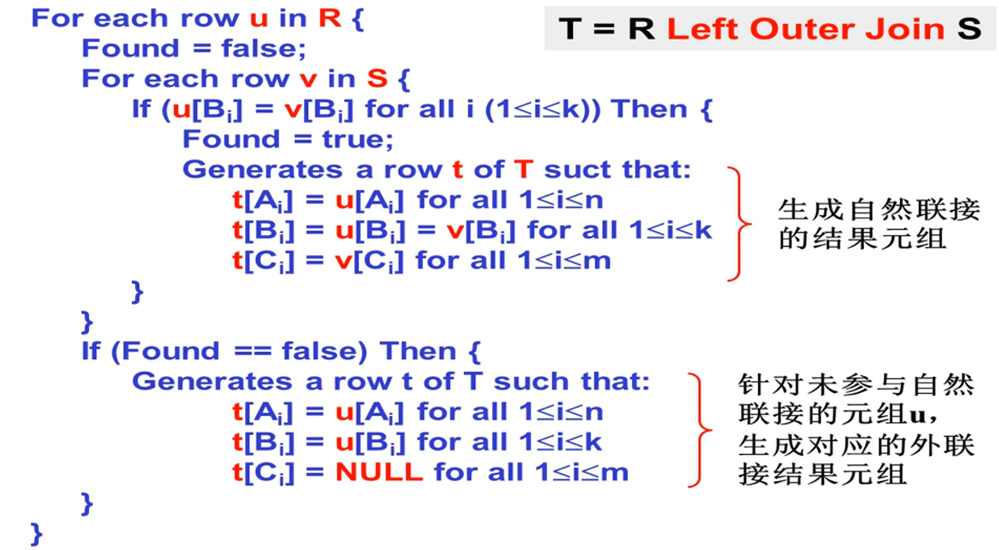 For each row u in R {
T = R Left Outer Join S
Found = false;
For each row v in S {
If (u[Bi] = v[Bi] for all i (1≤i≤k)) Then {
Found = true;
Generates a row t of T suct that:
t[Ai] = u[Ai] for all 1≤i≤n
t[Bi] = u[Bi] = v[Bi] for all 1≤i≤k
t[Ci] = v[Ci] for all 1≤i≤m
生成自然联接
的结果元组
}
}
If (Found == false) Then {
Generates a row t of T such that:
t[Ai] = u[Ai] for all 1≤i≤n
t[Bi] = u[Bi] for all 1≤i≤k
t[Ci] = NULL for all 1≤i≤m
针对未参与自然
联接的元组u，
生成对应的外联
接结果元组
}
}